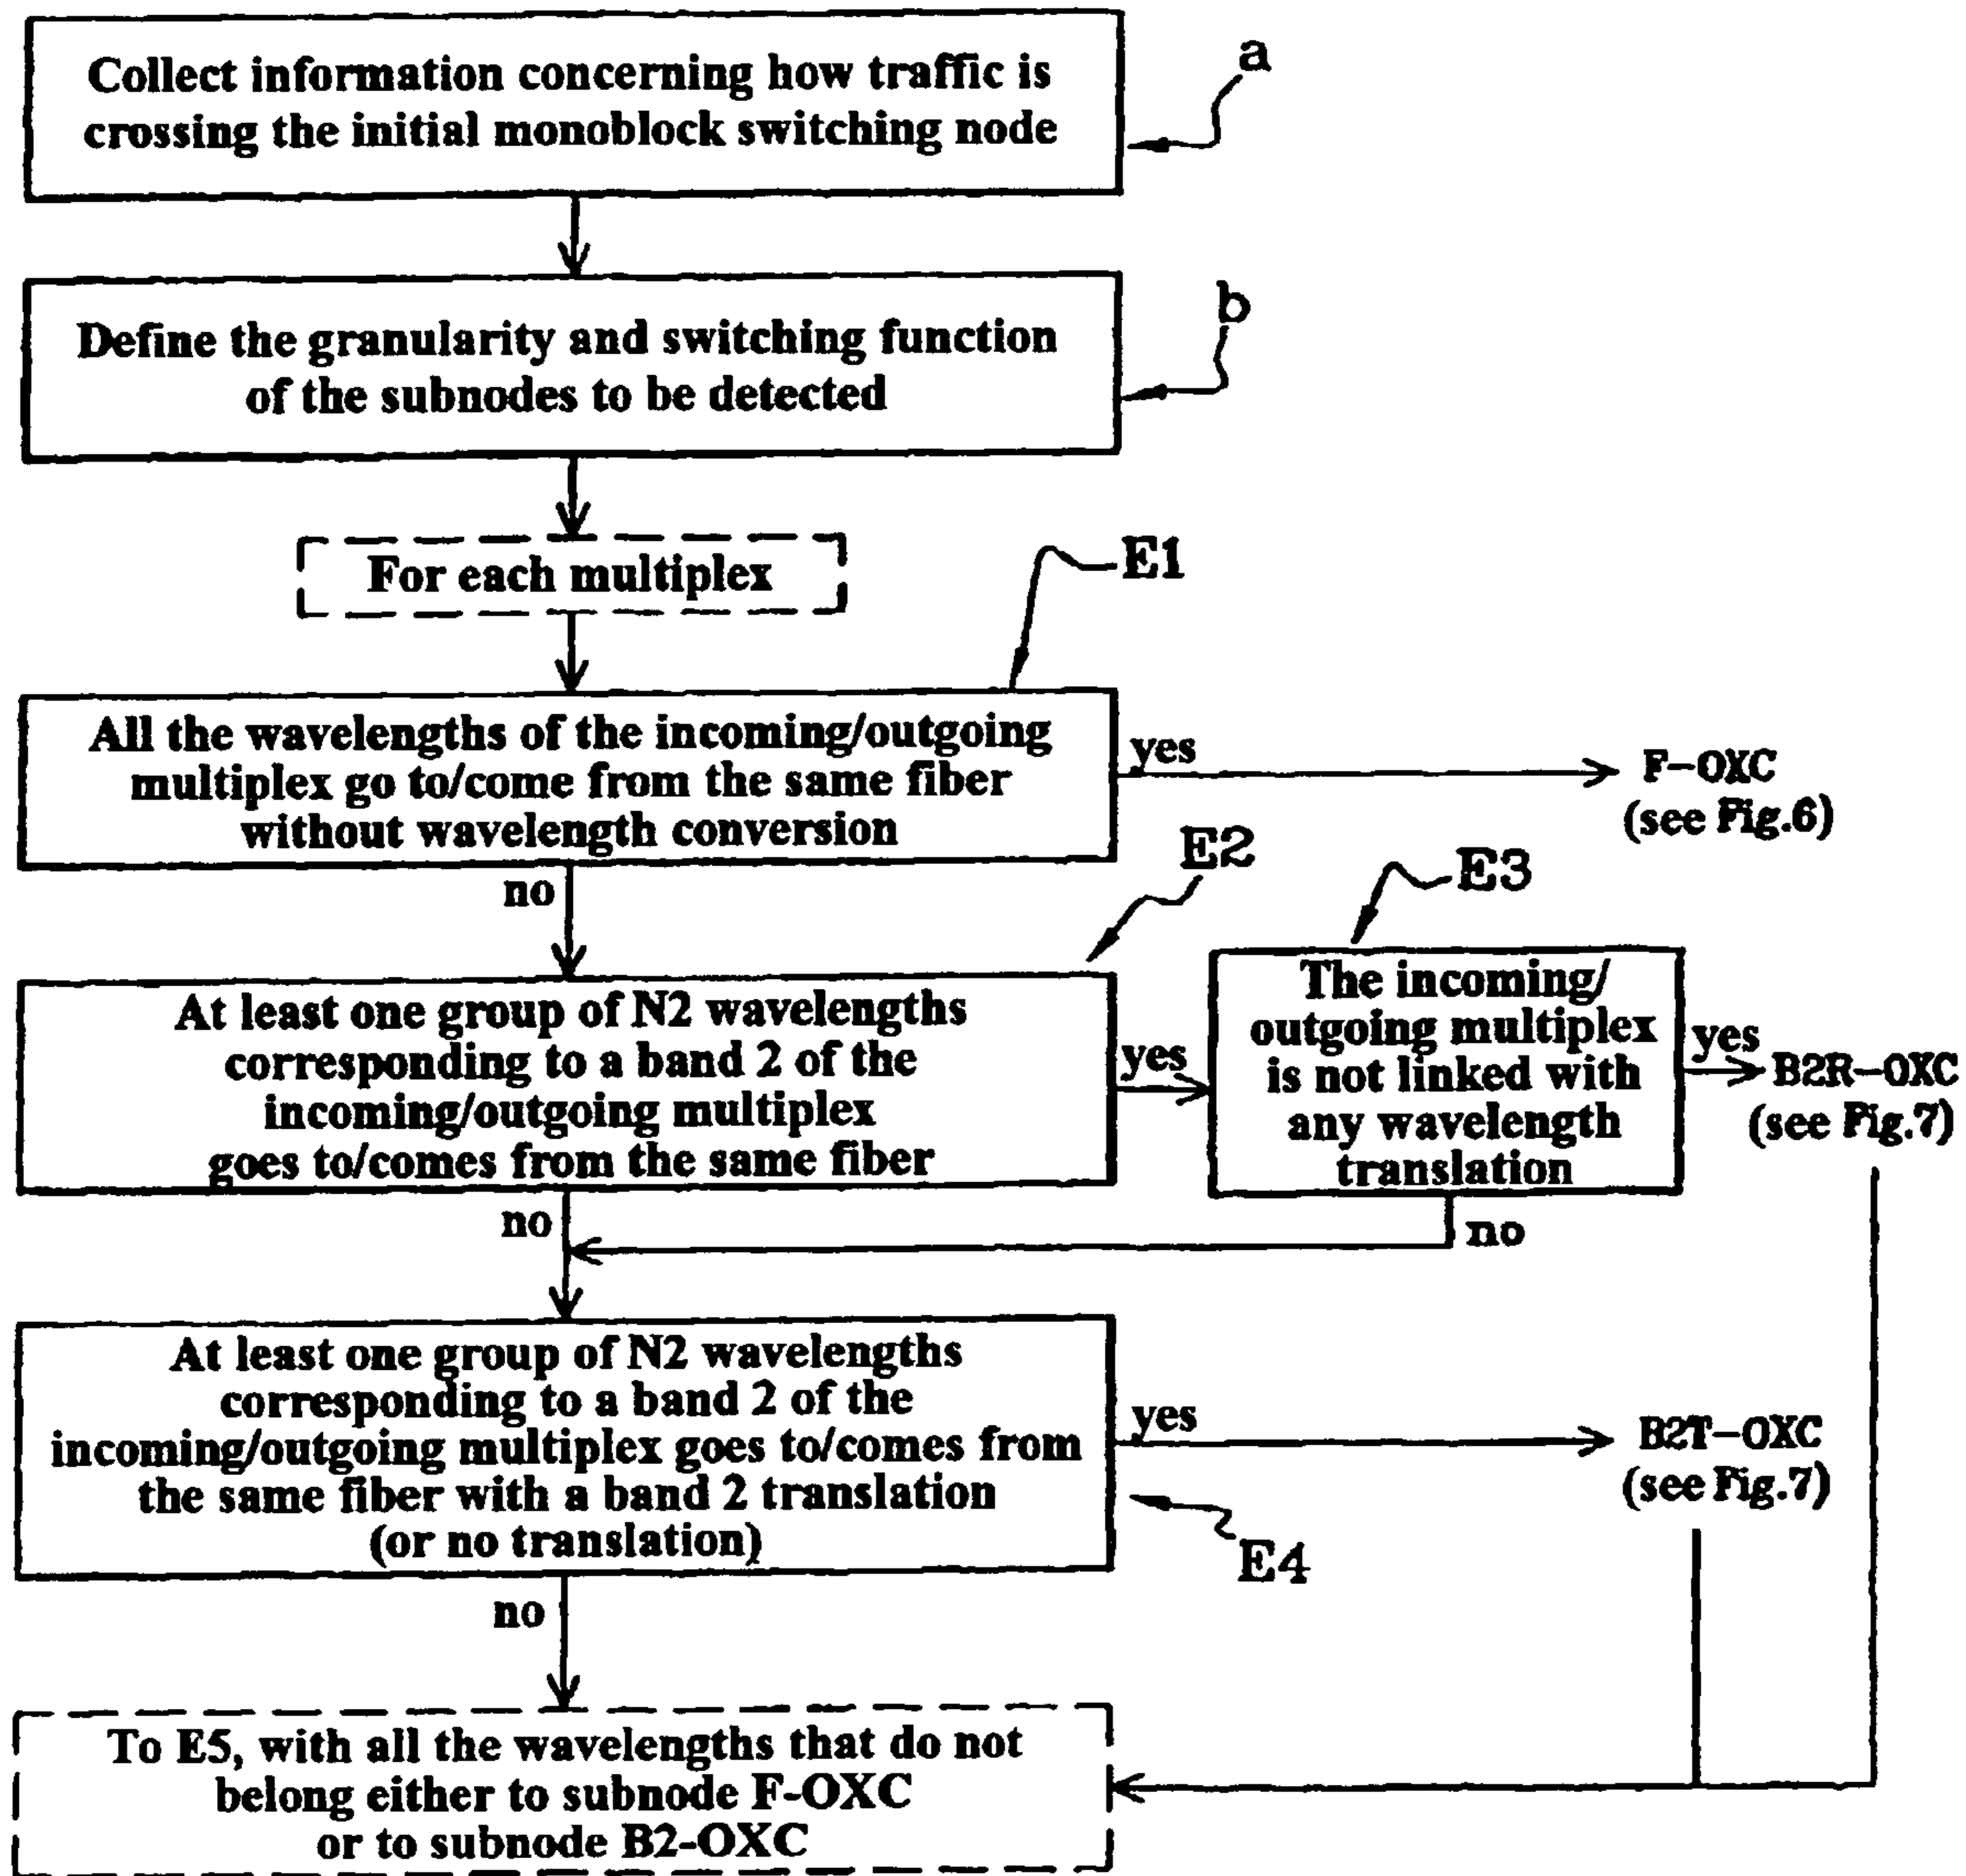 Collect information concerning how traffic is
crossing the initial monoblock switching node
a
Define the granularity and switching function
of the subnodes to be detected
b
For each multiplex
E1
All the wavelengths of the incoming/outgoing
multiplex go to/come from the same fiber
without wavelength conversion
yes
F-OXC
(see Fig.6)
no
E2
E3
At least one group of N2 wavelengths
corresponding to a band 2 of the
incoming/outgoing multiplex
goes to/comes from the same fiber
yes
The incoming/
outgoing multiplex
is not linked with
any wavelength
translation
yes
B2R-OXC
(see Fig.7)
no
no
At least one group of N2 wavelengths
corresponding to a band 2 of the
incoming/outgoing multiplex goes to/comes from
the same fiber with a band 2 translation
(or no translation)
yes
B2T-OXC
(see Fig.7)
E4
no
To E5, with all the wavelengths that do not
belong either to subnode F-OXC
or to subnode B2-OXC